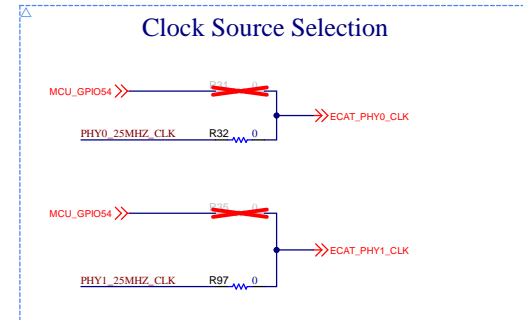 Clock Source Selection
MCU_GPIO54
R31 0
ECAT_PHY0_CLK
PHY0_25MHZ_CLK R32 0
MCU_GPIO54
R35 0
ECAT_PHY1_CLK
PHY1_25MHZ_CLK R97 0